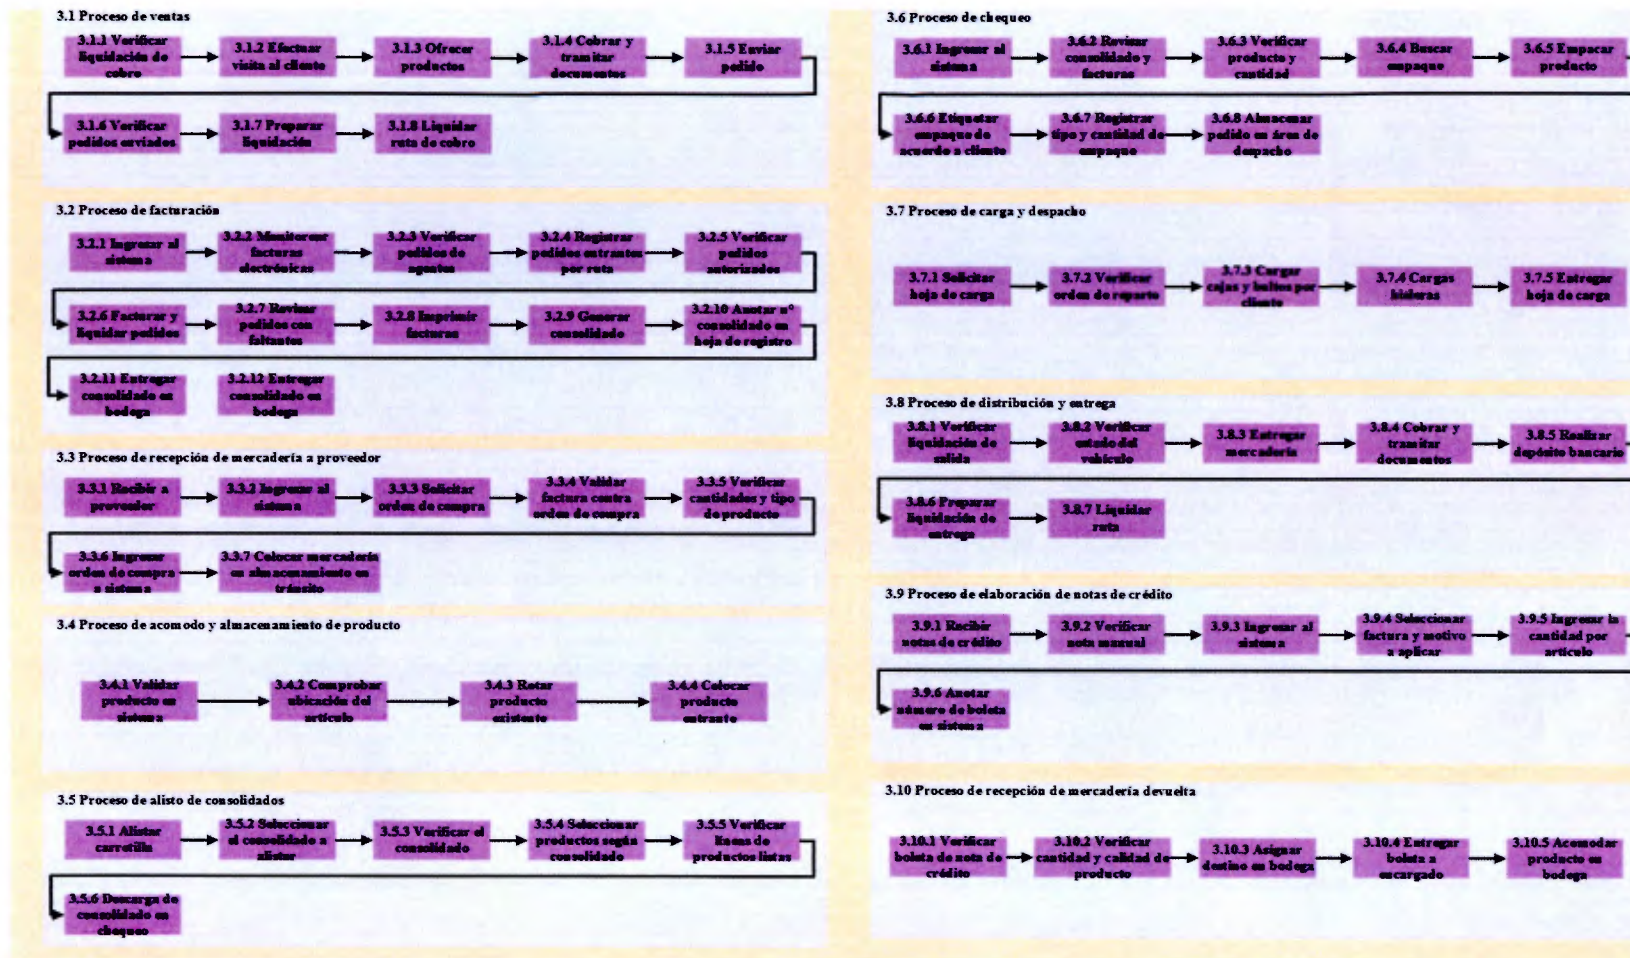 3.1 Proceso de ventas
3.1.1 Verificar
liquidación de
cobro
3.1.2 Efectuar
visita al cliente
3.1.3 Ofrecer
productos
3.1.4 Cobrar y
tramitar
documentos
3.1.5 Enviar
pedido
3.1.6 Verificar
pedidos enviados
3.1.7 Preparar
liquidación
3.1.8 Liquidar
ruta de cobro
3.2 Proceso de facturación
3.2.1 Ingresar al
sistema
3.2.2 Monitorear
facturas
electrónicas
3.2.3 Verificar
pedidos de
agentes
3.2.4 Registrar
pedidos entrantes
por ruta
3.2.5 Verificar
pedidos
autorizados
3.2.6 Facturar y
liquidar pedidos
3.2.7 Revisar
pedidos con
faltantes
3.2.8 Imprimir
facturas
3.2.9 Generar
consolidado
3.2.10 Anotar nº
consolidado en
hoja de registro
3.2.11 Entregar
consolidado en
bodega
3.2.12 Entregar
consolidado en
bodega
3.3 Proceso de recepción de mercadería a proveedor
3.3.1 Recibir a
proveedor
3.3.2 Ingresar al
sistema
3.3.3 Solicitar
orden de compra
3.3.4 Validar
factura contra
orden de compra
3.3.5 Verificar
cantidades y tipo
de producto
3.3.6 Ingresar
orden de compra
a sistema
3.3.7 Colocar mercadería
en almacenamiento en
tránsito
3.4 Proceso de acomodo y almacenamiento de producto
3.4.1 Validar
producto en
sistema
3.4.2 Comprobar
ubicación del
artículo
3.4.3 Rotar
producto
existente
3.4.4 Colocar
producto
entrante
3.5 Proceso de alisto de consolidados
3.5.1 Alistar
carretilla
3.5.2 Seleccionar
el consolidado a
alistar
3.5.3 Verificar el
consolidado
3.5.4 Seleccionar
productos según
consolidado
3.5.5 Verificar
líneas de
productos listas
3.5.6 Descarga de
consolidado en
chequeo
3.6 Proceso de chequeo
3.6.1 Ingresar al
sistema
3.6.2 Revisar
consolidado y
facturas
3.6.3 Verificar
producto y
cantidad
3.6.4 Buscar
empaque
3.6.5 Empacar
producto
3.6.6 Etiquetar
empaque de
acuerdo a cliente
3.6.7 Registrar
tipo y cantidad de
empaque
3.6.8 Almacenar
pedido en área de
despacho
3.7 Proceso de carga y despacho
3.7.1 Solicitar
hoja de carga
3.7.2 Verificar
orden de reparto
3.7.3 Cargar
cajas y bultos por
cliente
3.7.4 Cargas
hieleras
3.7.5 Entregar
hoja de carga
3.8 Proceso de distribución y entrega
3.8.1 Verificar
liquidación de
salida
3.8.2 Verificar
estado del
vehículo
3.8.3 Entregar
mercadería
3.8.4 Cobrar y
tramitar
documentos
3.8.5 Realizar
depósito bancario
3.8.6 Preparar
liquidación de
entrega
3.8.7 Liquidar
ruta
3.9 Proceso de elaboración de notas de crédito
3.9.1 Recibir
notas de crédito
3.9.2 Verificar
nota manual
3.9.3 Ingresar al
sistema
3.9.4 Seleccionar
factura y motivo
a aplicar
3.9.5 Ingresar la
cantidad por
artículo
3.9.6 Anotar
número de boleta
en sistema
3.10 Proceso de recepción de mercadería devuelta
3.10.1 Verificar
boleta de nota de
crédito
3.10.2 Verificar
cantidad y calidad de
producto
3.10.3 Asignar
destino en bodega
3.10.4 Entregar
boleta a
encargado
3.10.5 Acomodar
producto en
bodega